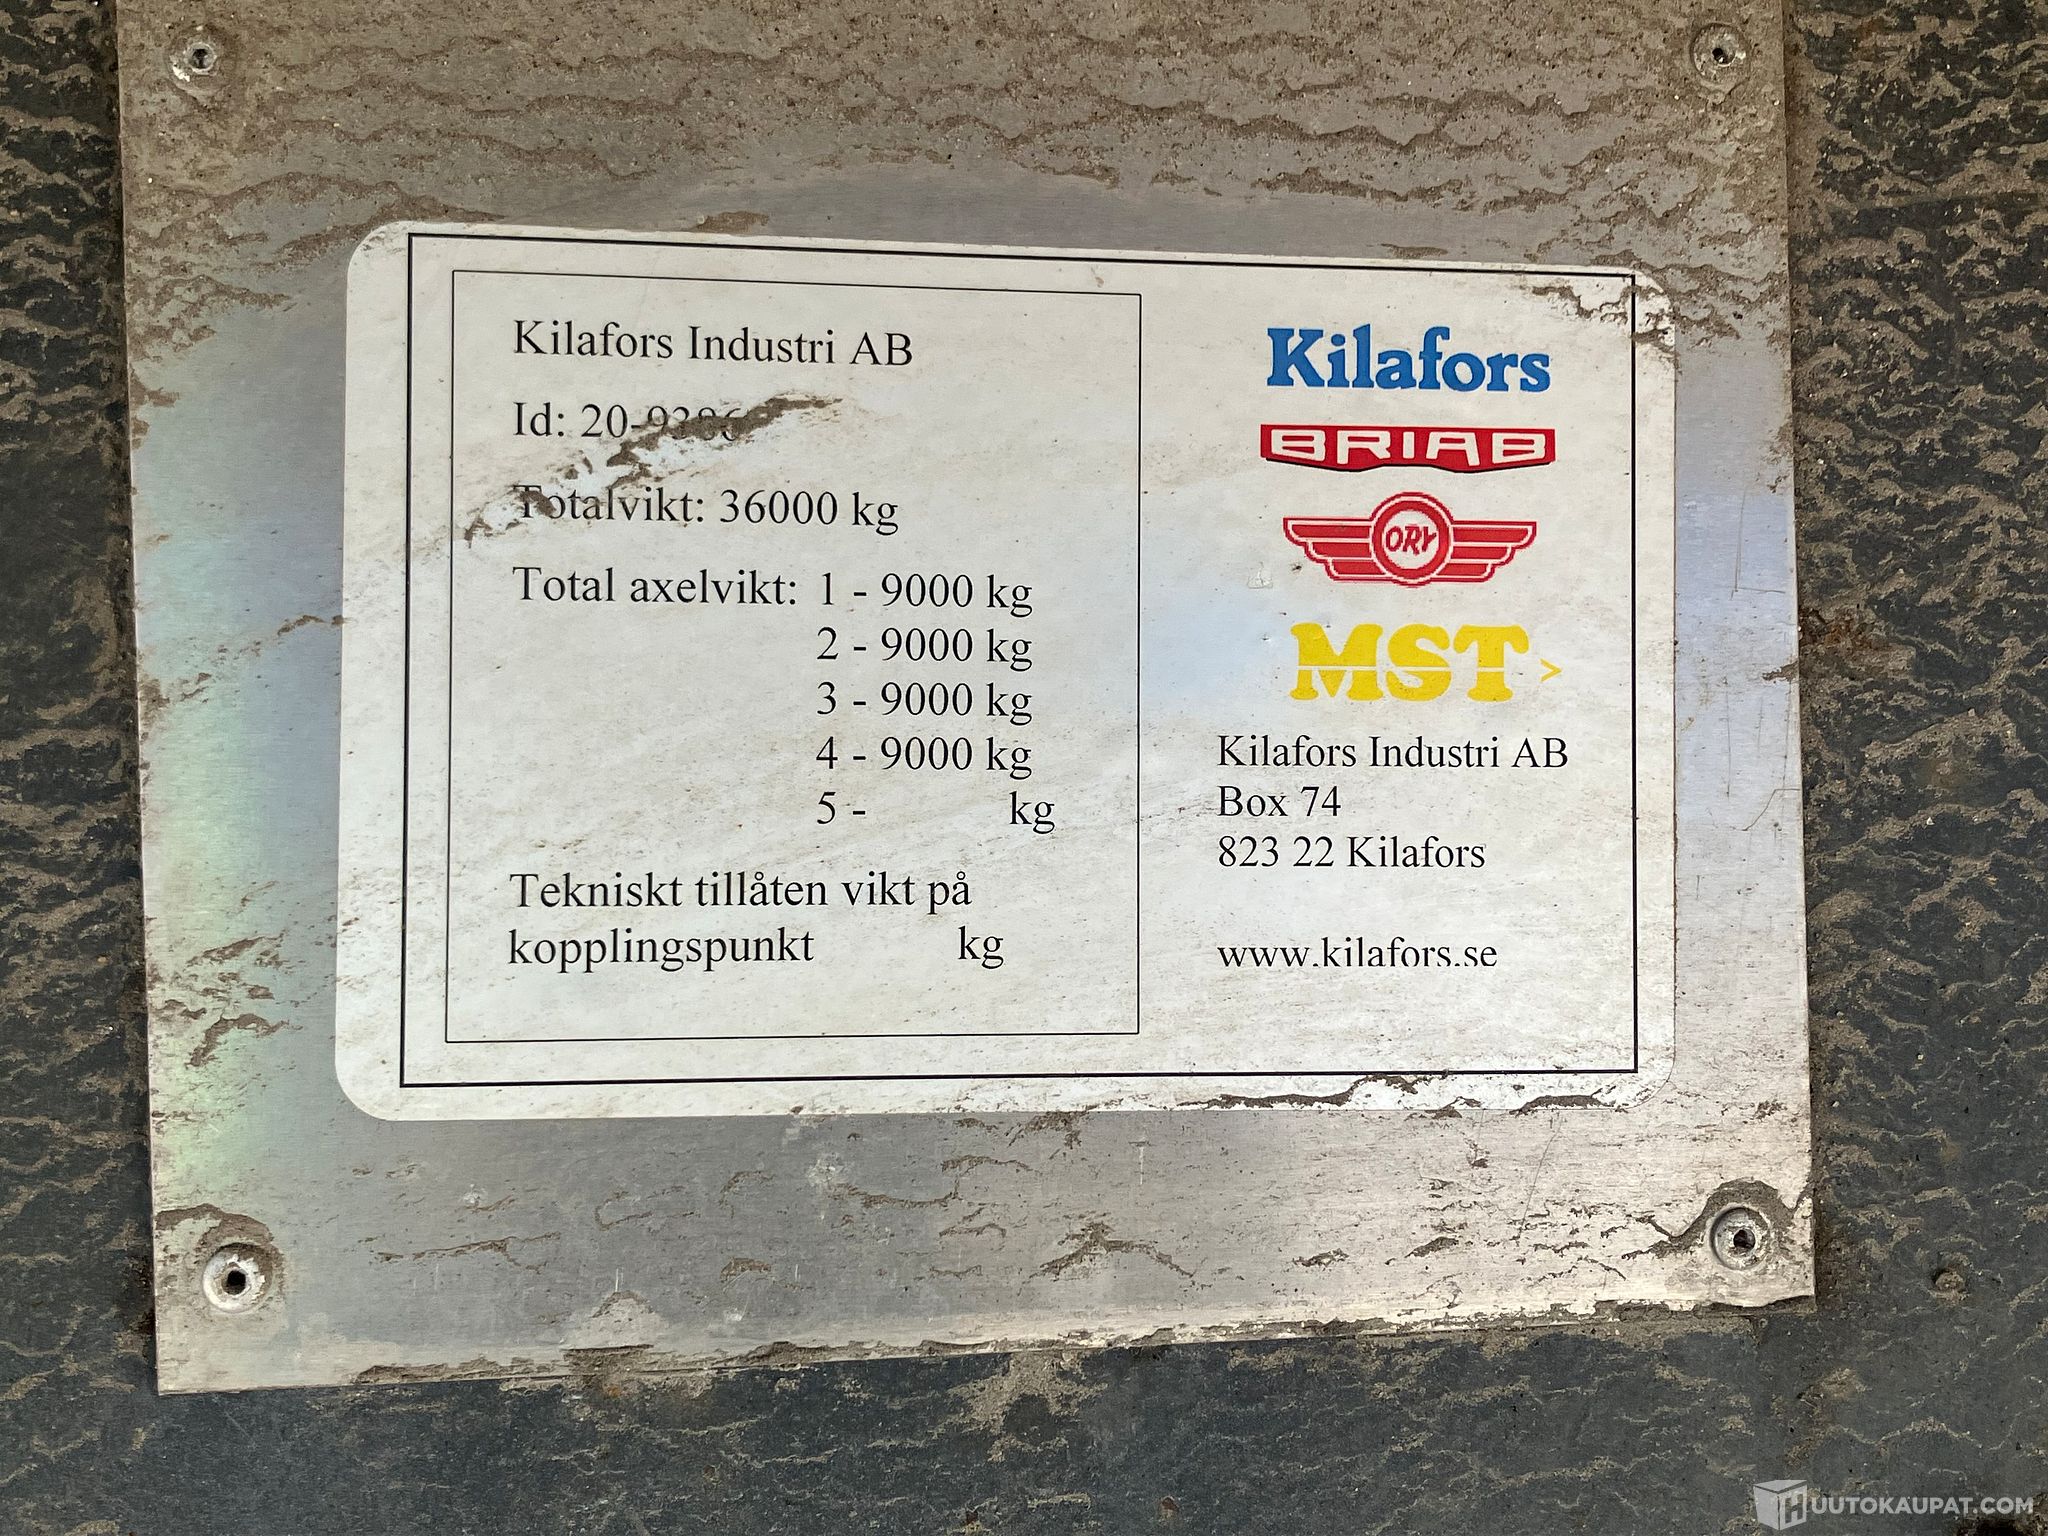 Kilafors Industri AB
Id:
Totalvikt: 36000 kg
Total axelvikt: 1 - 9000 kg
2 - 9000 kg
3 - 9000 kg
4 - 9000 kg
5 - kg
Tekniskt tillåten vikt på
kopplingspunkt kg
Kilafors
BRIAB
ORY
MST>
Kilafors Industri AB
Box 74
823 22 Kilafors
www.kilafors.se
HUUTOKAUPAT.COM